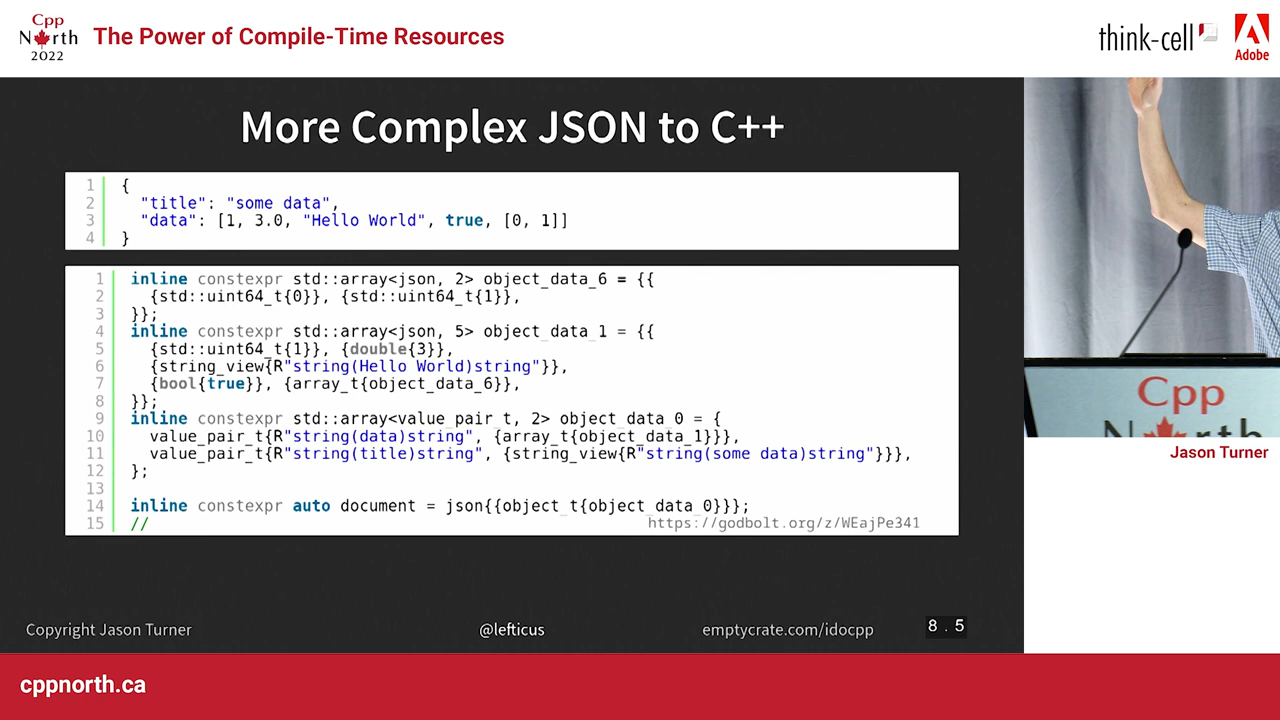 Cpp
North
2022
The Power of Compile-Time Resources
think-cell
Adobe
More Complex JSON to C++
1 {
2   "title": "some data",
3   "data": [1, 3.0, "Hello World", true, [0, 1]]
4 }
1 inline constexpr std::array<json, 2> object_data_6 = {{
2   {std::uint64_t{0}}, {std::uint64_t{1}},
3 }};
4 inline constexpr std::array<json, 5> object_data_1 = {{
5   {std::uint64_t{1}}, {double{3}},
6   {string_view{R"string(Hello World)string"}},
7   {bool{true}}, {array_t{object_data_6}},
8 }};
9 inline constexpr std::array<value_pair_t, 2> object_data_0 = {
10   value_pair_t{R"string(data)string", {array_t{object_data_1}}},
11   value_pair_t{R"string(title)string", {string_view{R"string(some data)string"}}},
12 };
13
14 inline constexpr auto document = json{{object_t{object_data_0}}};
15 //
https://godbolt.org/z/WEajPe341
Copyright Jason Turner
@lefticus
emptycrate.com/idocpp
8 . 5
Cpp
North
Jason Turner
cppnorth.ca